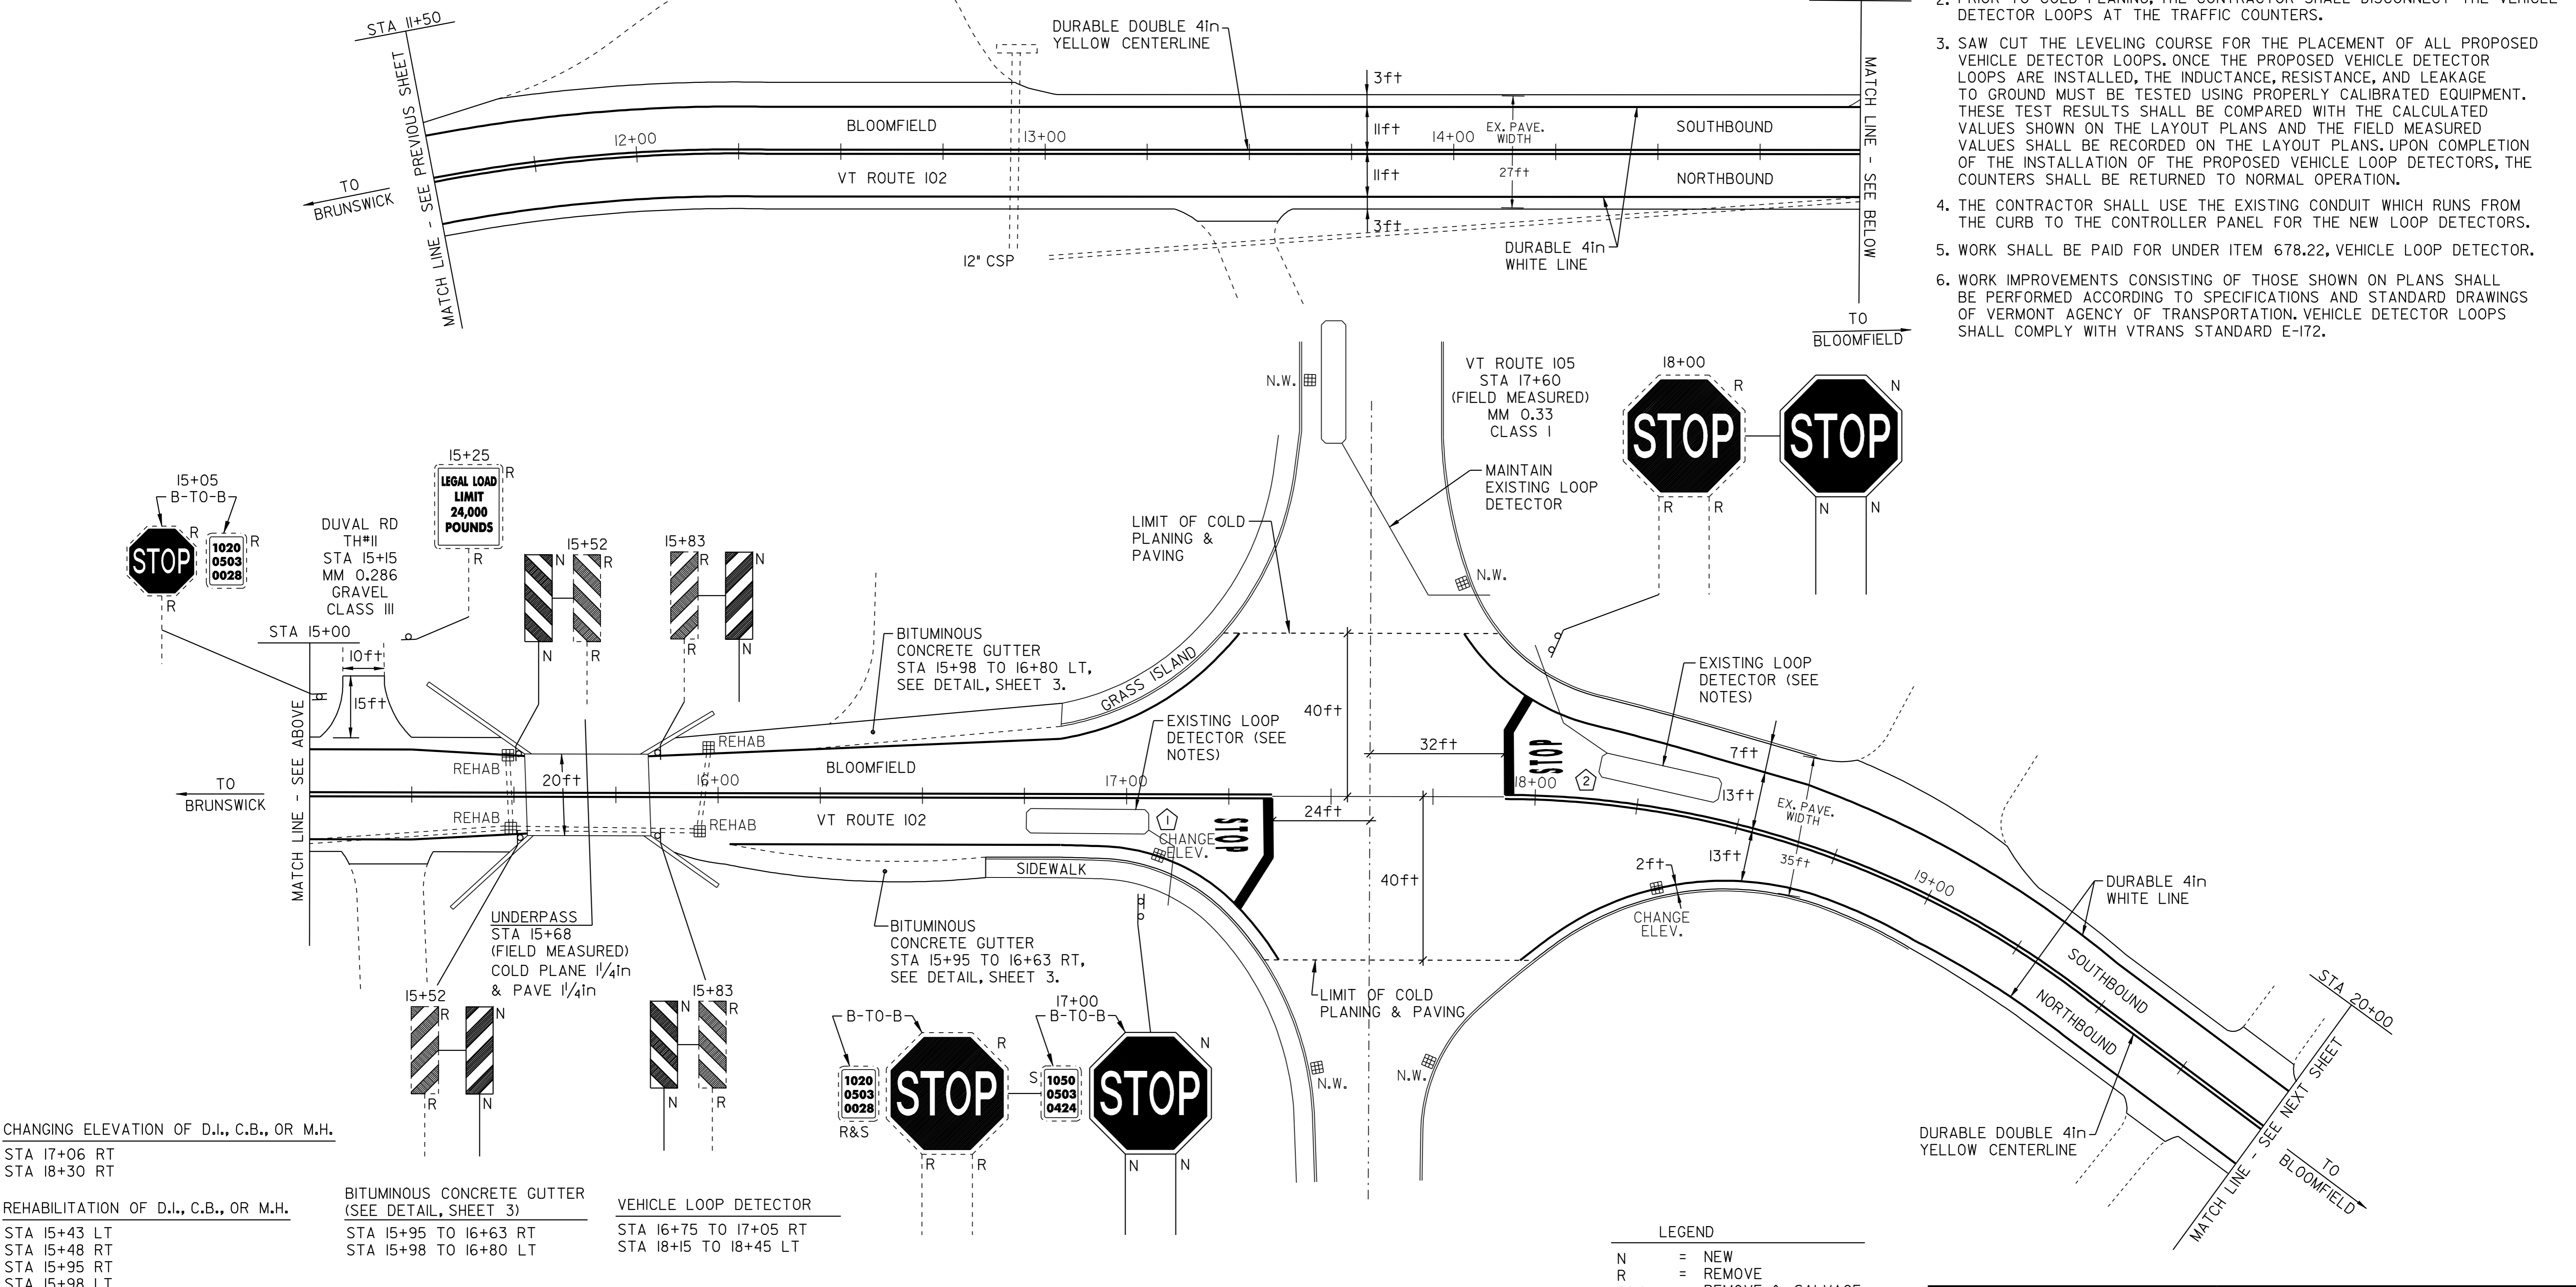 STA 11+50
MATCH LINE - SEE PREVIOUS SHEET
TO
BRUNSWICK
12+00
BLOOMFIELD
VT ROUTE 102
13+00
12" CSP
DURABLE DOUBLE 4in
YELLOW CENTERLINE
3ft
11ft
11ft
3ft
14+00
EX. PAVE.
WIDTH
27ft
SOUTHBOUND
NORTHBOUND
DURABLE 4in
WHITE LINE
MATCH LINE - SEE BELOW
TO
BLOOMFIELD
2. PRIOR TO COLD PLANING, THE CONTRACTOR SHALL DISCONNECT THE VEHICLE
DETECTOR LOOPS AT THE TRAFFIC COUNTERS.
3. SAW CUT THE LEVELING COURSE FOR THE PLACEMENT OF ALL PROPOSED
VEHICLE DETECTOR LOOPS. ONCE THE PROPOSED VEHICLE DETECTOR
LOOPS ARE INSTALLED, THE INDUCTANCE, RESISTANCE, AND LEAKAGE
TO GROUND MUST BE TESTED USING PROPERLY CALIBRATED EQUIPMENT.
THESE TEST RESULTS SHALL BE COMPARED WITH THE CALCULATED
VALUES SHOWN ON THE LAYOUT PLANS AND THE FIELD MEASURED
VALUES SHALL BE RECORDED ON THE LAYOUT PLANS. UPON COMPLETION
OF THE INSTALLATION OF THE PROPOSED VEHICLE LOOP DETECTORS, THE
COUNTERS SHALL BE RETURNED TO NORMAL OPERATION.
4. THE CONTRACTOR SHALL USE THE EXISTING CONDUIT WHICH RUNS FROM
THE CURB TO THE CONTROLLER PANEL FOR THE NEW LOOP DETECTORS.
5. WORK SHALL BE PAID FOR UNDER ITEM 678.22, VEHICLE LOOP DETECTOR.
6. WORK IMPROVEMENTS CONSISTING OF THOSE SHOWN ON PLANS SHALL
BE PERFORMED ACCORDING TO SPECIFICATIONS AND STANDARD DRAWINGS
OF VERMONT AGENCY OF TRANSPORTATION. VEHICLE DETECTOR LOOPS
SHALL COMPLY WITH VTRANS STANDARD E-172.
15+05
B-TO-B
STOP
R
R
1020
0503
0028
R
DUVAL RD
TH#11
STA 15+15
MM 0.286
GRAVEL
CLASS III
15+25
LEGAL LOAD
LIMIT
24,000
POUNDS
R
R
15+52
N
R
N
R
15+83
R
N
R
N
STA 15+00
10ft
15ft
MATCH LINE - SEE ABOVE
TO
BRUNSWICK
REHAB
REHAB
REHAB
REHAB
20ft
16+00
BLOOMFIELD
VT ROUTE 102
17+00
BITUMINOUS
CONCRETE GUTTER
STA 15+98 TO 16+80 LT,
SEE DETAIL, SHEET 3.
GRASS ISLAND
EXISTING LOOP
DETECTOR (SEE
NOTES)
LIMIT OF COLD
PLANING &
PAVING
N.W.
VT ROUTE 105
STA 17+60
(FIELD MEASURED)
MM 0.33
CLASS 1
MAINTAIN
EXISTING LOOP
DETECTOR
N.W.
18+00
STOP
R
R
R
STOP
N
N
N
EXISTING LOOP
DETECTOR (SEE
NOTES)
40ft
32ft
24ft
40ft
1
CHANGE
ELEV.
STOP
SIDEWALK
STOP
18+00
2
7ft
13ft
13ft
EX. PAVE.
WIDTH
35ft
2ft
CHANGE
ELEV.
19+00
DURABLE 4in
WHITE LINE
SOUTHBOUND
NORTHBOUND
STA 20+00
MATCH LINE - SEE NEXT SHEET
TO
BLOOMFIELD
DURABLE DOUBLE 4in
YELLOW CENTERLINE
UNDERPASS
STA 15+68
(FIELD MEASURED)
COLD PLANE 1 1/4in
& PAVE 1 1/4in
BITUMINOUS
CONCRETE GUTTER
STA 15+95 TO 16+63 RT,
SEE DETAIL, SHEET 3.
LIMIT OF COLD
PLANING & PAVING
N.W.
N.W.
15+52
R
N
R
N
15+83
N
R
N
R
B-TO-B
1020
0503
0028
R&S
STOP
R
R
R
17+00
B-TO-B
S
1050
0503
0424
STOP
N
N
N
CHANGING ELEVATION OF D.I., C.B., OR M.H.
STA 17+06 RT
STA 18+30 RT
REHABILITATION OF D.I., C.B., OR M.H.
STA 15+43 LT
STA 15+48 RT
STA 15+95 RT
STA 15+98 LT
BITUMINOUS CONCRETE GUTTER
(SEE DETAIL, SHEET 3)
STA 15+95 TO 16+63 RT
STA 15+98 TO 16+80 LT
VEHICLE LOOP DETECTOR
STA 16+75 TO 17+05 RT
STA 18+15 TO 18+45 LT
LEGEND
N = NEW
R = REMOVE
REMOVE & SALVAGE